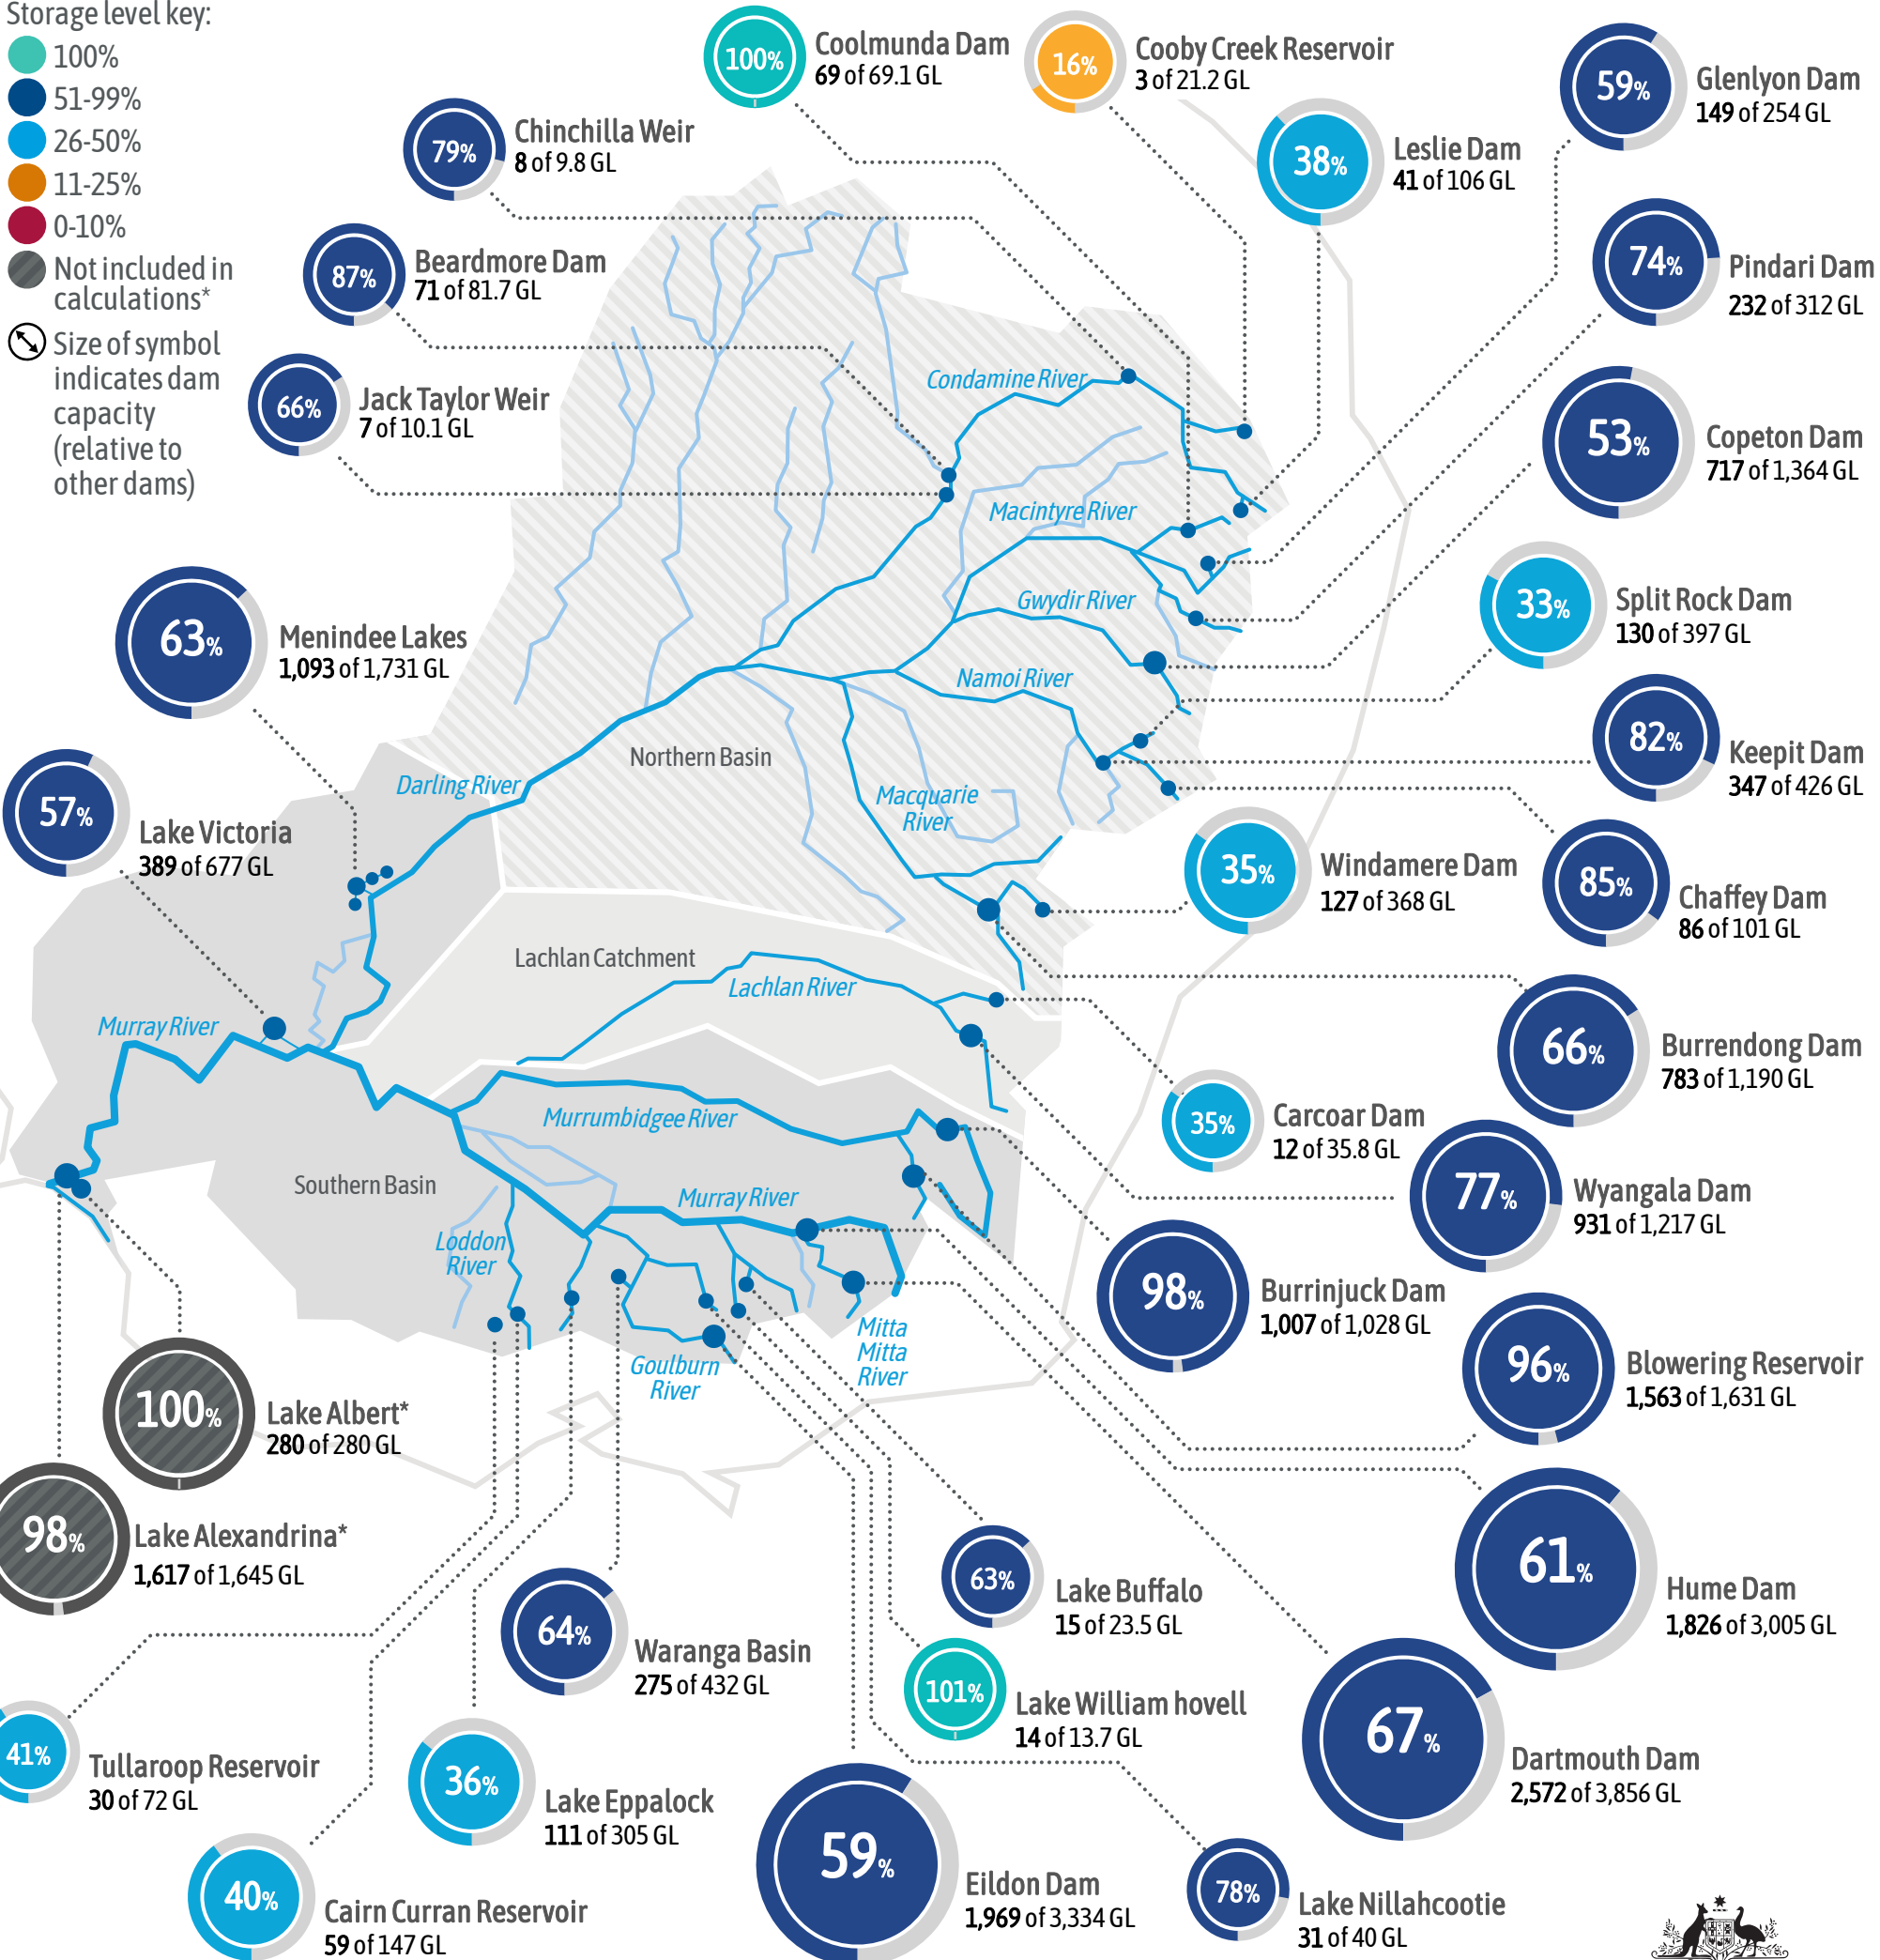 Storage level key:
100%
51-99%
26-50%
11-25%
0-10%
Not included in
calculations*
Size of symbol
indicates dam
capacity
(relative to
other dams)
100%
Coolmunda Dam
69 of 69.1 GL
16%
Cooby Creek Reservoir
3 of 21.2 GL
59%
Glenlyon Dam
149 of 254 GL
79%
Chinchilla Weir
8 of 9.8 GL
38%
Leslie Dam
41 of 106 GL
87%
Beardmore Dam
71 of 81.7 GL
74%
Pindari Dam
232 of 312 GL
66%
Jack Taylor Weir
7 of 10.1 GL
53%
Copeton Dam
717 of 1,364 GL
Condamine River
Macintyre River
Gwydir River
Namoi River
Macquarie
River
Northern Basin
Darling River
63%
Menindee Lakes
1,093 of 1,731 GL
33%
Split Rock Dam
130 of 397 GL
82%
Keepit Dam
347 of 426 GL
57%
Lake Victoria
389 of 677 GL
35%
Windamere Dam
127 of 368 GL
85%
Chaffey Dam
86 of 101 GL
Lachlan Catchment
Lachlan River
Murray River
66%
Burrendong Dam
783 of 1,190 GL
35%
Carcoar Dam
12 of 35.8 GL
Murrumbidgee River
77%
Wyangala Dam
931 of 1,217 GL
Southern Basin
Murray River
Loddon
River
98%
Burrinjuck Dam
1,007 of 1,028 GL
Mitta
Mitta
River
Goulburn
River
96%
Blowering Reservoir
1,563 of 1,631 GL
100%
Lake Albert*
280 of 280 GL
98%
Lake Alexandrina*
1,617 of 1,645 GL
61%
Hume Dam
1,826 of 3,005 GL
63%
Lake Buffalo
15 of 23.5 GL
64%
Waranga Basin
275 of 432 GL
101%
Lake William hovell
14 of 13.7 GL
67%
Dartmouth Dam
2,572 of 3,856 GL
41%
Tullaroop Reservoir
30 of 72 GL
36%
Lake Eppalock
111 of 305 GL
59%
Eildon Dam
1,969 of 3,334 GL
78%
Lake Nillahcootie
31 of 40 GL
40%
Cairn Curran Reservoir
59 of 147 GL